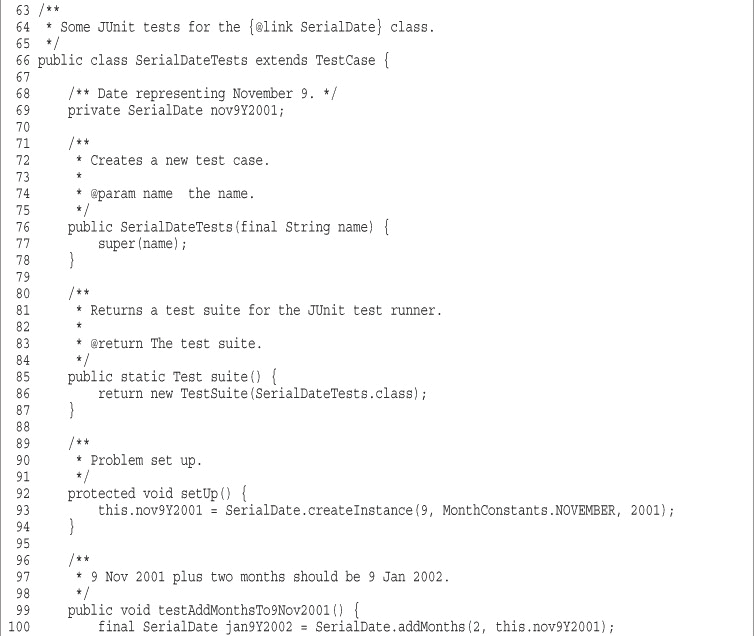 63 /**
64  * Some JUnit tests for the {@link SerialDate} class.
65  */
66 public class SerialDateTests extends TestCase {
67
68     /** Date representing November 9. */
69     private SerialDate nov9Y2001;
70
71     /**
72      * Creates a new test case.
73      *
74      * @param name  the name.
75      */
76     public SerialDateTests(final String name) {
77         super(name);
78     }
79
80     /**
81      * Returns a test suite for the JUnit test runner.
82      *
83      * @return The test suite.
84      */
85     public static Test suite() {
86         return new TestSuite(SerialDateTests.class);
87     }
88
89     /**
90      * Problem set up.
91      */
92     protected void setUp() {
93         this.nov9Y2001 = SerialDate.createInstance(9, MonthConstants.NOVEMBER, 2001);
94     }
95
96     /**
97      * 9 Nov 2001 plus two months should be 9 Jan 2002.
98      */
99     public void testAddMonthsTo9Nov2001() {
100         final SerialDate jan9Y2002 = SerialDate.addMonths(2, this.nov9Y2001);